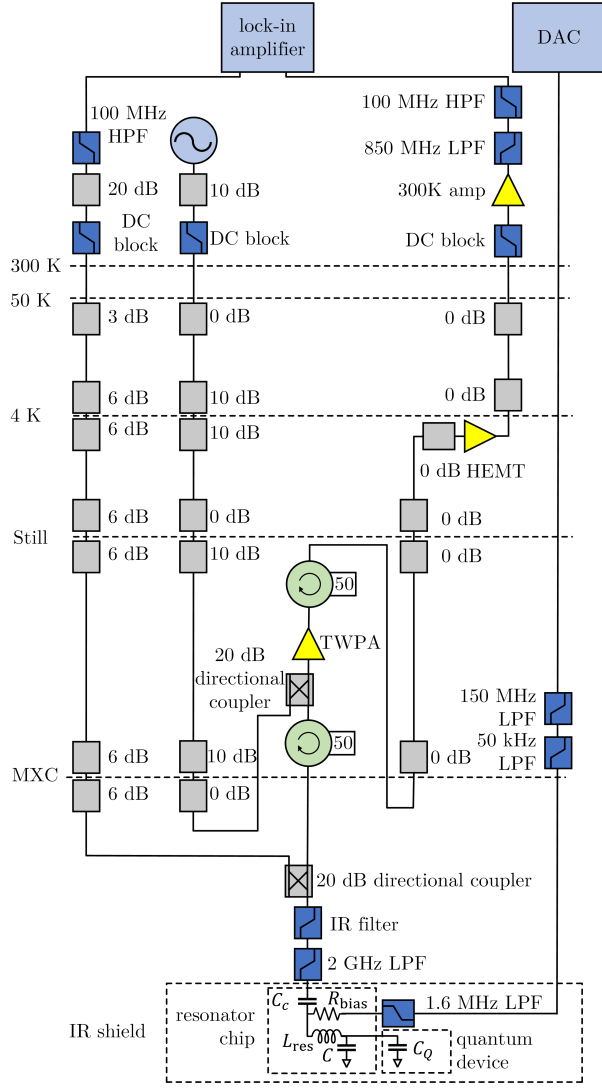 lock-in
amplifier
DAC
100 MHz
HPF
100 MHz HPF
850 MHz LPF
20 dB
10 dB
300K amp
DC
block
DC block
DC block
300 K
50 K
3 dB
0 dB
0 dB
6 dB
10 dB
0 dB
4 K
6 dB
10 dB
0 dB HEMT
6 dB
0 dB
0 dB
Still
6 dB
10 dB
0 dB
50
TWPA
20 dB
directional
coupler
150 MHz
LPF
50 kHz
LPF
50
6 dB
10 dB
0 dB
MXC
6 dB
0 dB
20 dB directional coupler
IR filter
2 GHz LPF
IR shield
resonator
chip
C_c
R_bias
1.6 MHz LPF
L_res
C
C_Q
quantum
device